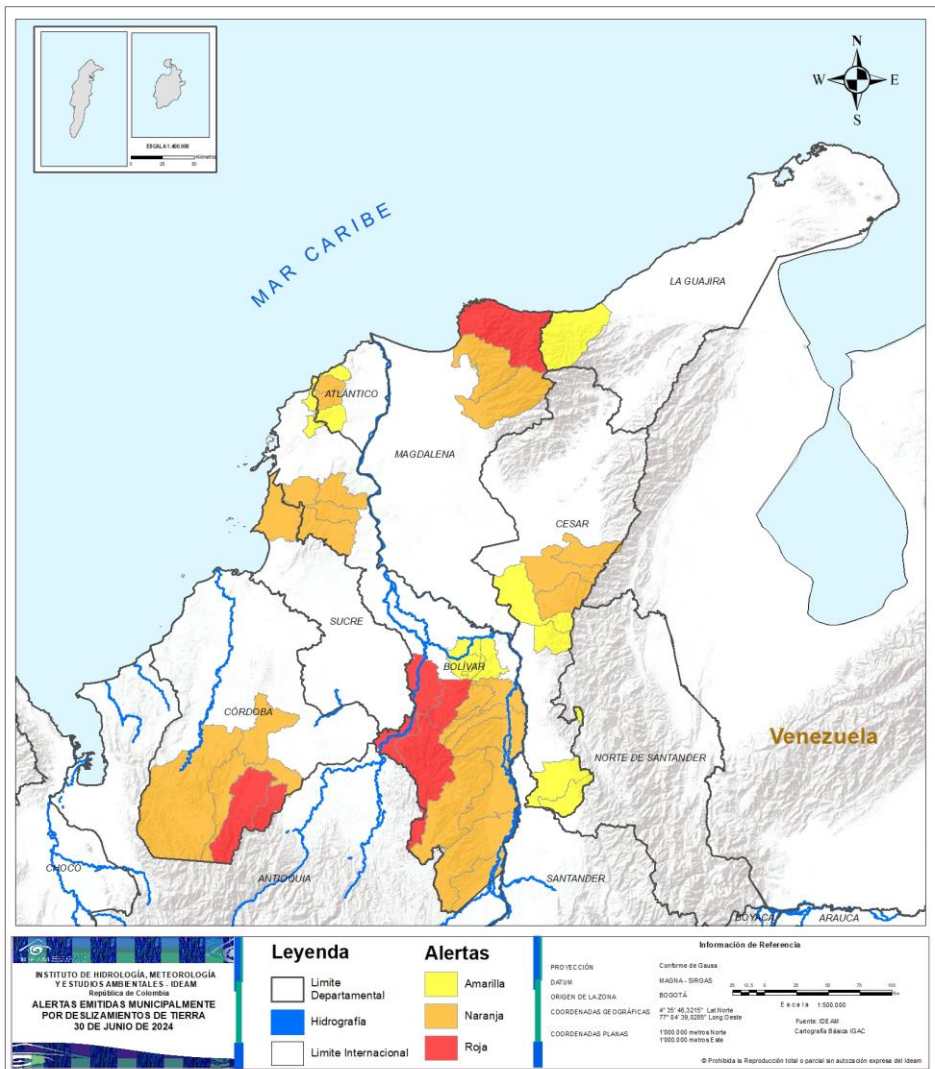 ESCALA 1:400.000
0 25 50
N
W E
S
MAR CARIBE
LA GUAJIRA
ATLÁNTICO
MAGDALENA
CESAR
SUCRE
BOLÍVAR
CÓRDOBA
NORTE DE SANTANDER
Venezuela
CHOCÓ
ANTIOQUIA
SANTANDER
BOYACÁ
ARAUCA
INSTITUTO DE HIDROLOGÍA, METEOROLOGÍA
Y ESTUDIOS AMBIENTALES - IDEAM
República de Colombia
ALERTAS EMITIDAS MUNICIPALMENTE
POR DESLIZAMIENTOS DE TIERRA
30 DE JUNIO DE 2024
Leyenda
Limite
Departamental
Hidrografía
Limite Internacional
Alertas
Amarilla
Naranja
Roja
Información de Referencia
PROYECCIÓN Conforme de Gauss
DATUM MAGNA - SIRGAS
ORIGEN DE LA ZONA BOGOTÁ
COORDENADAS GEOGRÁFICAS 4° 35' 46,3215" Lat.Norte
77° 04' 39,0285" Long.Oeste
COORDENADAS PLANAS 1'000.000 metros Norte
1'000.000 metros Este
Escala 1:500.000
Fuente: IDEAM
Cartografía Básica IGAC
© Prohibida la Reproducción total o parcial sin autozación expresa del Ideam